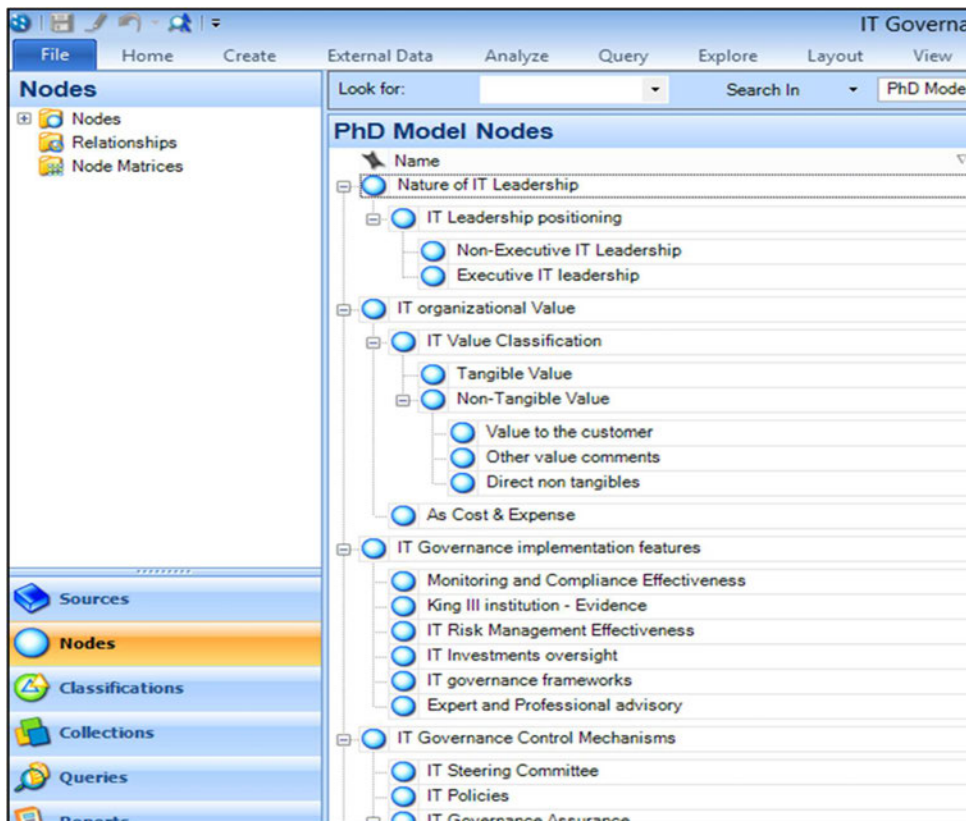 IT Governa
File Home Create External Data Analyze Query Explore Layout View
Nodes
Nodes
Relationships
Node Matrices
Look for: Search In PhD Mode
PhD Model Nodes
Name
Nature of IT Leadership
IT Leadership positioning
Non-Executive IT Leadership
Executive IT leadership
IT organizational Value
IT Value Classification
Tangible Value
Non-Tangible Value
Value to the customer
Other value comments
Direct non tangibles
As Cost & Expense
IT Governance implementation features
Monitoring and Compliance Effectiveness
King III institution - Evidence
IT Risk Management Effectiveness
IT Investments oversight
IT governance frameworks
Expert and Professional advisory
IT Governance Control Mechanisms
IT Steering Committee
IT Policies
IT Governance Assurance
Sources
Nodes
Classifications
Collections
Queries
Reports